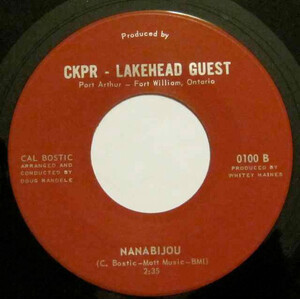 Produced by
CKPR - LAKEHEAD GUEST
Port Arthur - Fort William, Ontario
CAL BOSTIC
ARRANGED AND
CONDUCTED BY
DOUG RANDLE
0100 B
PRODUCED BY
WHITEY HAINES
NANABIJOU
(C. Bostic-Matt Music-BMI)
2:35